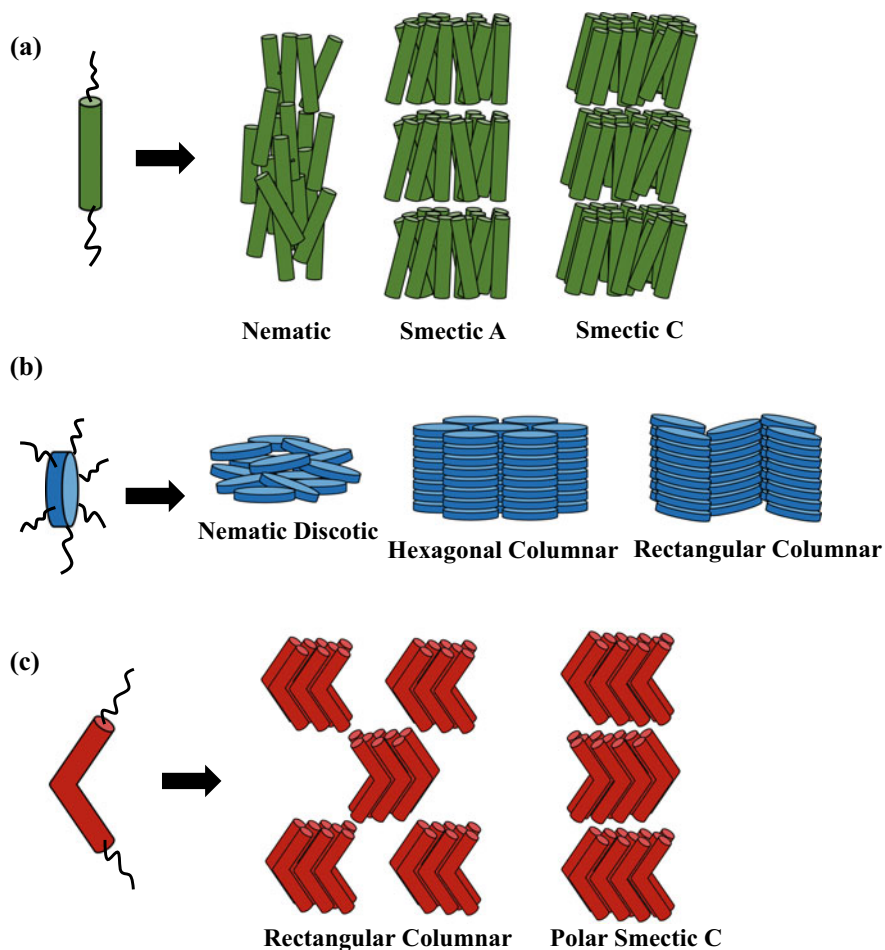 (a)
Nematic
Smectic A
Smectic C
(b)
Nematic Discotic
Hexagonal Columnar
Rectangular Columnar
(c)
Rectangular Columnar
Polar Smectic C